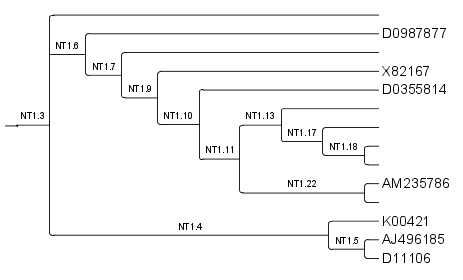 D0987877
NT1.6
NT1.7
X82167
NT1.9
D0355814
NT1.3
NT1.10
NT1.13
NT1.17
NT1.11
NT1.18
NT1.22
AM235786
K00421
NT1.4
AJ496185
NT1.5
D11106